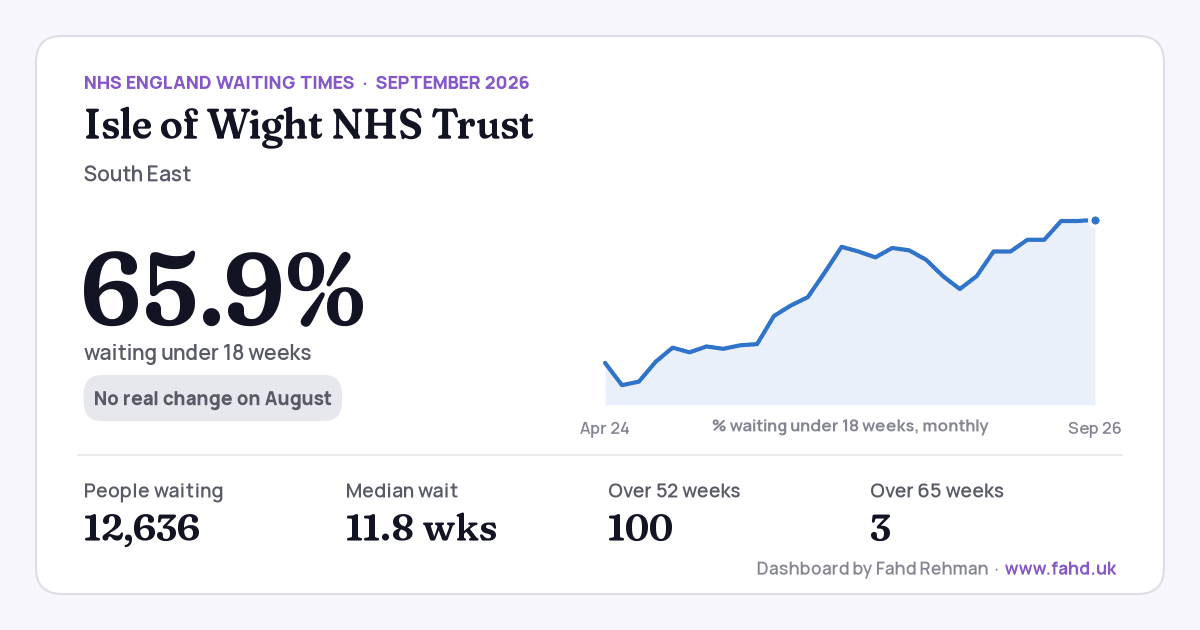 NHS ENGLAND WAITING TIMES · SEPTEMBER 2026
Isle of Wight NHS Trust
South East
65.9%
waiting under 18 weeks
No real change on August
Apr 24
% waiting under 18 weeks, monthly
Sep 26
People waiting
12,636
Median wait
11.8 wks
Over 52 weeks
100
Over 65 weeks
3
Dashboard by Fahd Rehman · www.fahd.uk